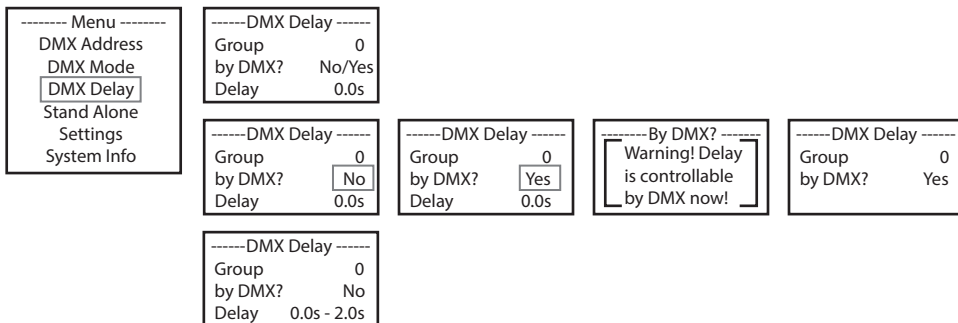 -------- Menu --------
DMX Address
DMX Mode
DMX Delay
Stand Alone
Settings
System Info
------DMX Delay ------
Group 0
by DMX? No/Yes
Delay 0.0s
------DMX Delay ------
Group 0
by DMX? No
Delay 0.0s
------DMX Delay ------
Group 0
by DMX? Yes
Delay 0.0s
--------By DMX? -------
Warning! Delay
is controllable
by DMX now!
------DMX Delay ------
Group 0
by DMX? Yes
------DMX Delay ------
Group 0
by DMX? No
Delay 0.0s - 2.0s